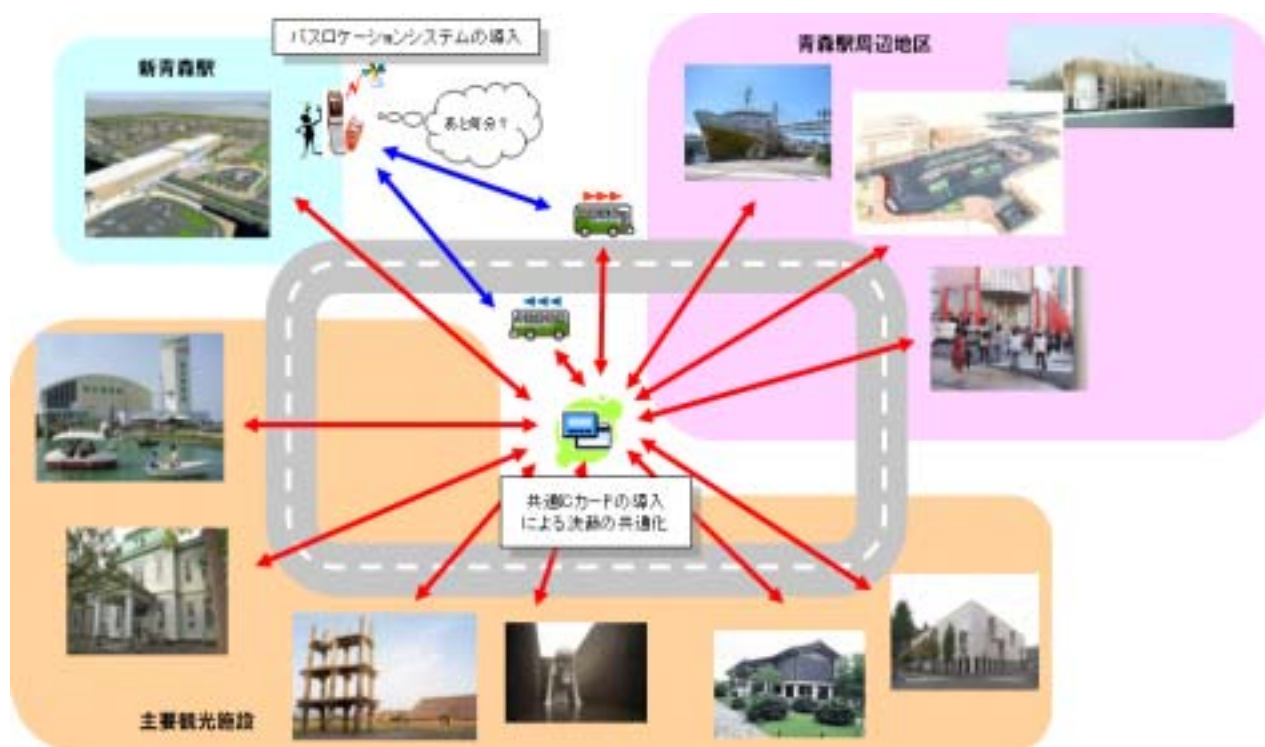 バスロケーションシステムの導入
新青森駅
青森駅周辺地区
あと何分？
共通ICカードの導入
による決済の共通化
主要観光施設